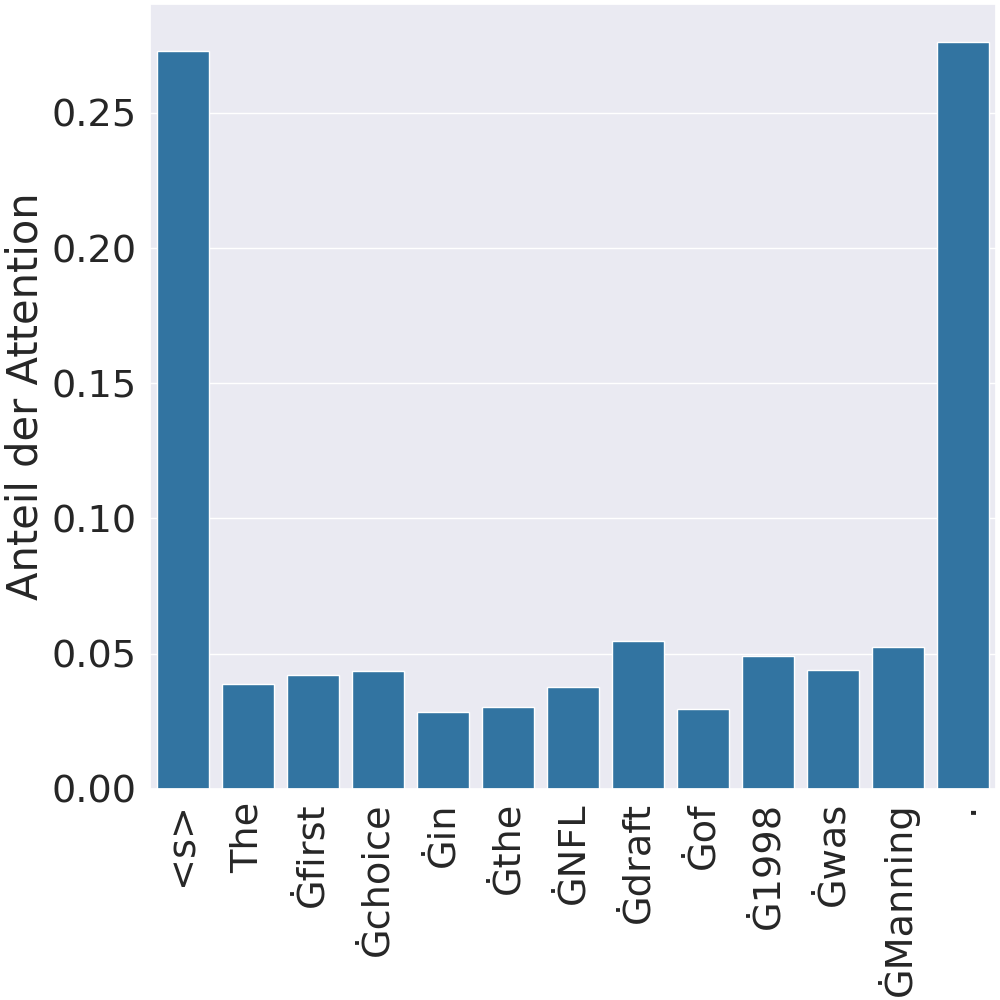 Anteil der Attention
0.25
0.20
0.15
0.10
0.05
0.00
<s>
The
Ġfirst
Ġchoice
Ġin
Ġthe
ĠNFL
Ġdraft
Ġof
Ġ1998
Ġwas
ĠManning
.